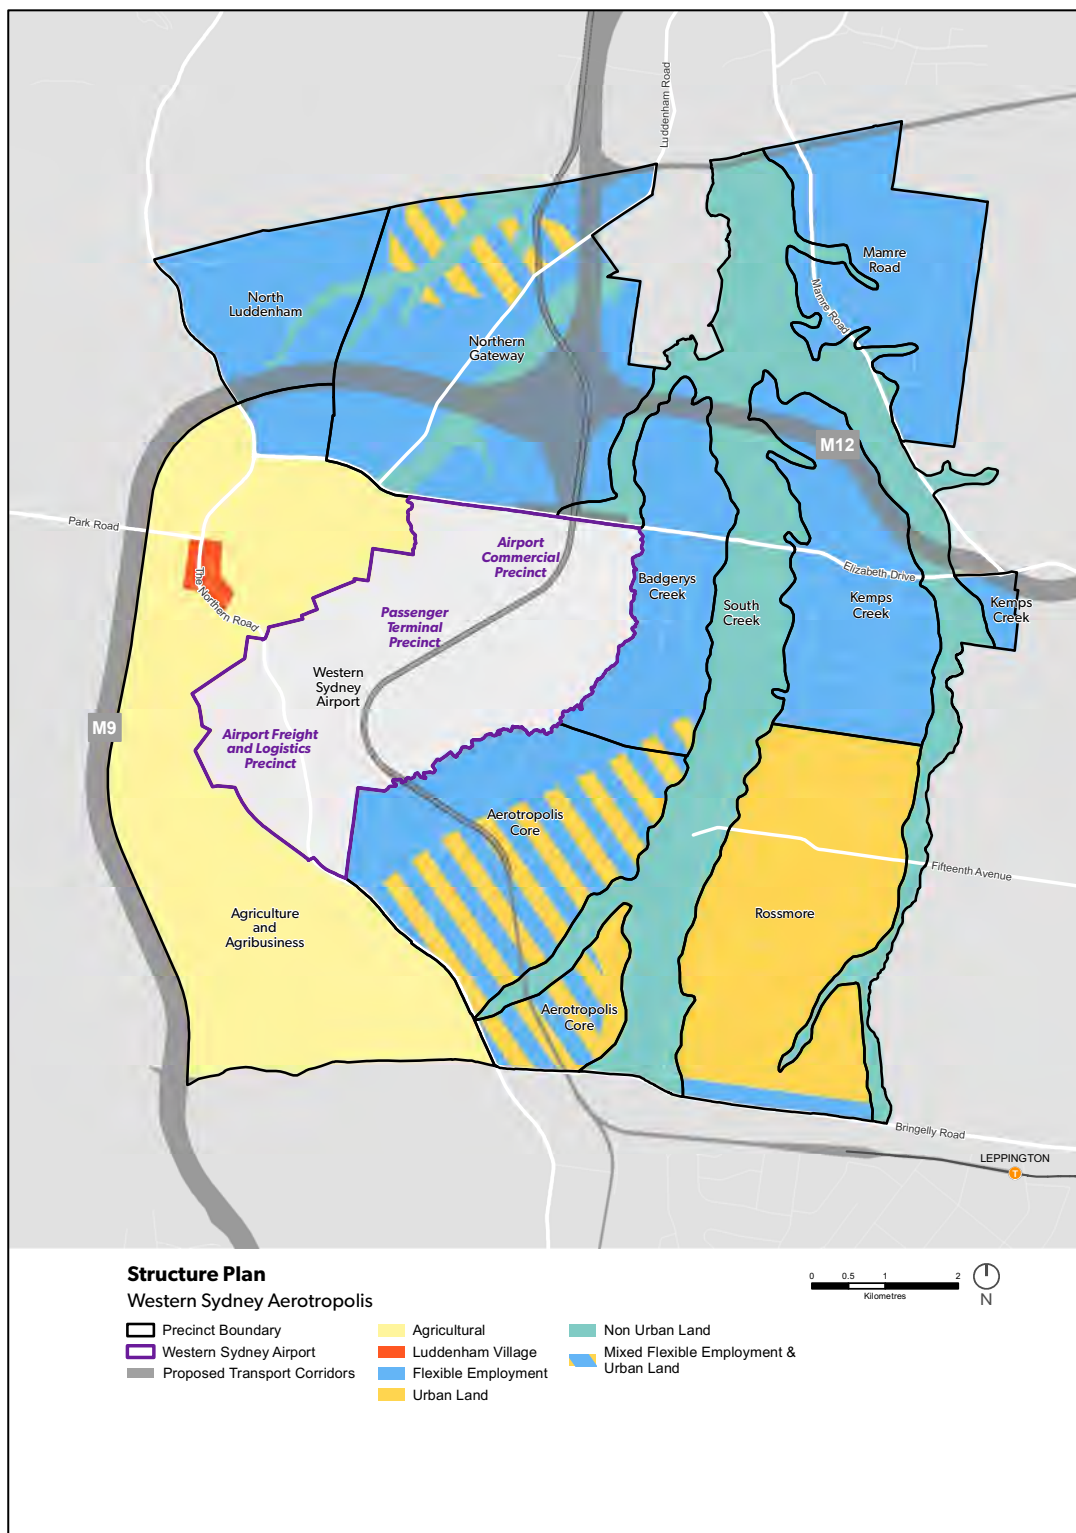 Luddenham Road
Mamre
Road
Mamre Road
North
Luddenham
Northern
Gateway
M12
Park Road
The Northern Road
Airport
Commercial
Precinct
Elizabeth Drive
Badgerys
Creek
South
Creek
Kemps
Creek
Kemps
Creek
Passenger
Terminal
Precinct
Western
Sydney
Airport
M9
Airport Freight
and Logistics
Precinct
Aerotropolis
Core
Fifteenth Avenue
Agriculture
and
Agribusiness
Rossmore
Aerotropolis
Core
Bringelly Road
LEPPINGTON
T
Structure Plan
Western Sydney Aerotropolis
Precinct Boundary
Western Sydney Airport
Proposed Transport Corridors
Agricultural
Luddenham Village
Flexible Employment
Urban Land
Non Urban Land
Mixed Flexible Employment &
Urban Land
0 0.5 1 2
Kilometres
N